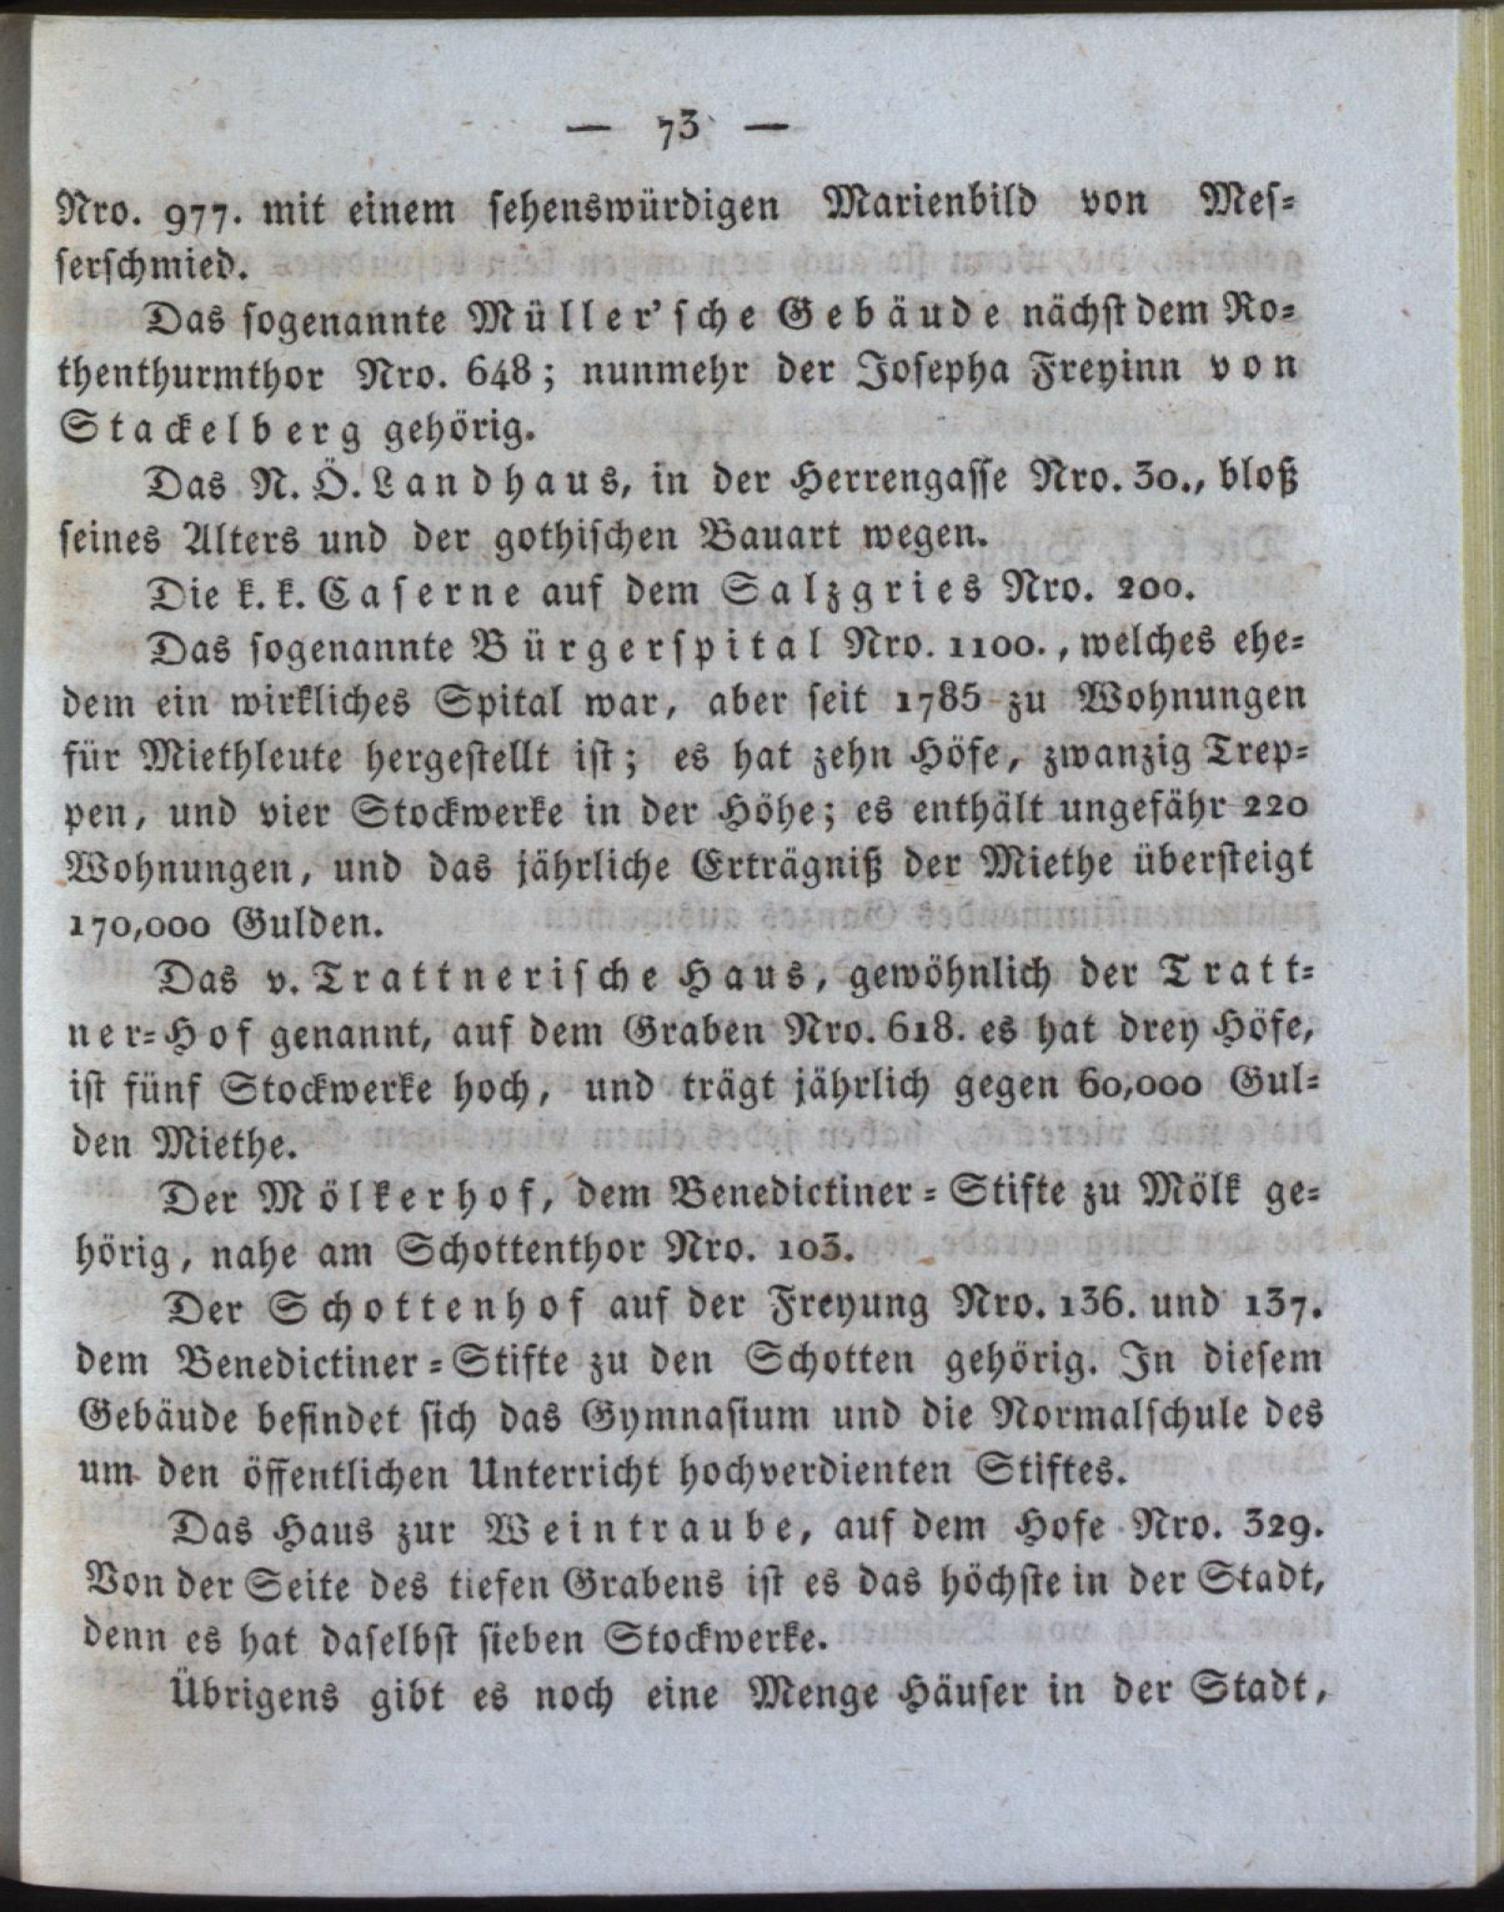 — 73 —
Nro. 977. mit einem sehenswürdigen Marienbild von Mes-
serschmied.
Das sogenannte Müller'sche Gebäude nächst dem Ro-
thenthurmthor Nro. 648; nunmehr der Josepha Freyinn von
Stackelberg gehörig.
Das N. Ö. Landhaus, in der Herrengasse Nro. 30., bloß
seines Alters und der gothischen Bauart wegen.
Die k. k. Caserne auf dem Salzgries Nro. 200.
Das sogenannte Bürgerspital Nro. 1100., welches ehe-
dem ein wirkliches Spital war, aber seit 1785 zu Wohnungen
für Miethleute hergestellt ist; es hat zehn Höfe, zwanzig Trep-
pen, und vier Stockwerke in der Höhe; es enthält ungefähr 220
Wohnungen, und das jährliche Erträgniß der Miethe übersteigt
170,000 Gulden.
Das v. Trattnerische Haus, gewöhnlich der Tratt-
ner-Hof genannt, auf dem Graben Nro. 618. es hat drey Höfe,
ist fünf Stockwerke hoch, und trägt jährlich gegen 60,000 Gul-
den Miethe.
Der Mölkerhof, dem Benedictiner-Stifte zu Mölk ge-
hörig, nahe am Schottenthor Nro. 103.
Der Schottenhof auf der Freyung Nro. 136. und 137.
dem Benedictiner-Stifte zu den Schotten gehörig. In diesem
Gebäude befindet sich das Gymnasium und die Normalschule des
um den öffentlichen Unterricht hochverdienten Stiftes.
Das Haus zur Weintraube, auf dem Hofe Nro. 329.
Von der Seite des tiefen Grabens ist es das höchste in der Stadt,
denn es hat daselbst sieben Stockwerke.
Übrigens gibt es noch eine Menge Häuser in der Stadt,